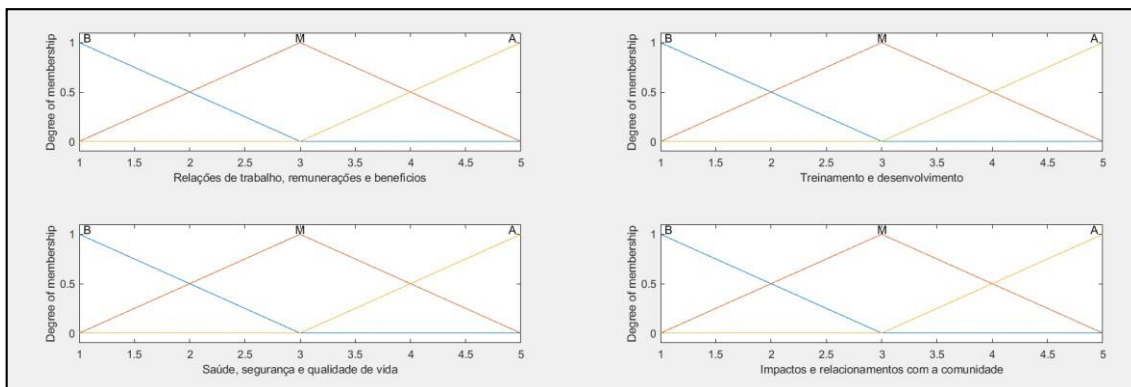 B M A
Degree of membership
1
0.5
0
1 1.5 2 2.5 3 3.5 4 4.5 5
Relações de trabalho, remunerações e beneficios
B M A
Degree of membership
1
0.5
0
1 1.5 2 2.5 3 3.5 4 4.5 5
Treinamento e desenvolvimento
B M A
Degree of membership
1
0.5
0
1 1.5 2 2.5 3 3.5 4 4.5 5
Saúde, segurança e qualidade de vida
B M A
Degree of membership
1
0.5
0
1 1.5 2 2.5 3 3.5 4 4.5 5
Impactos e relacionamentos com a comunidade